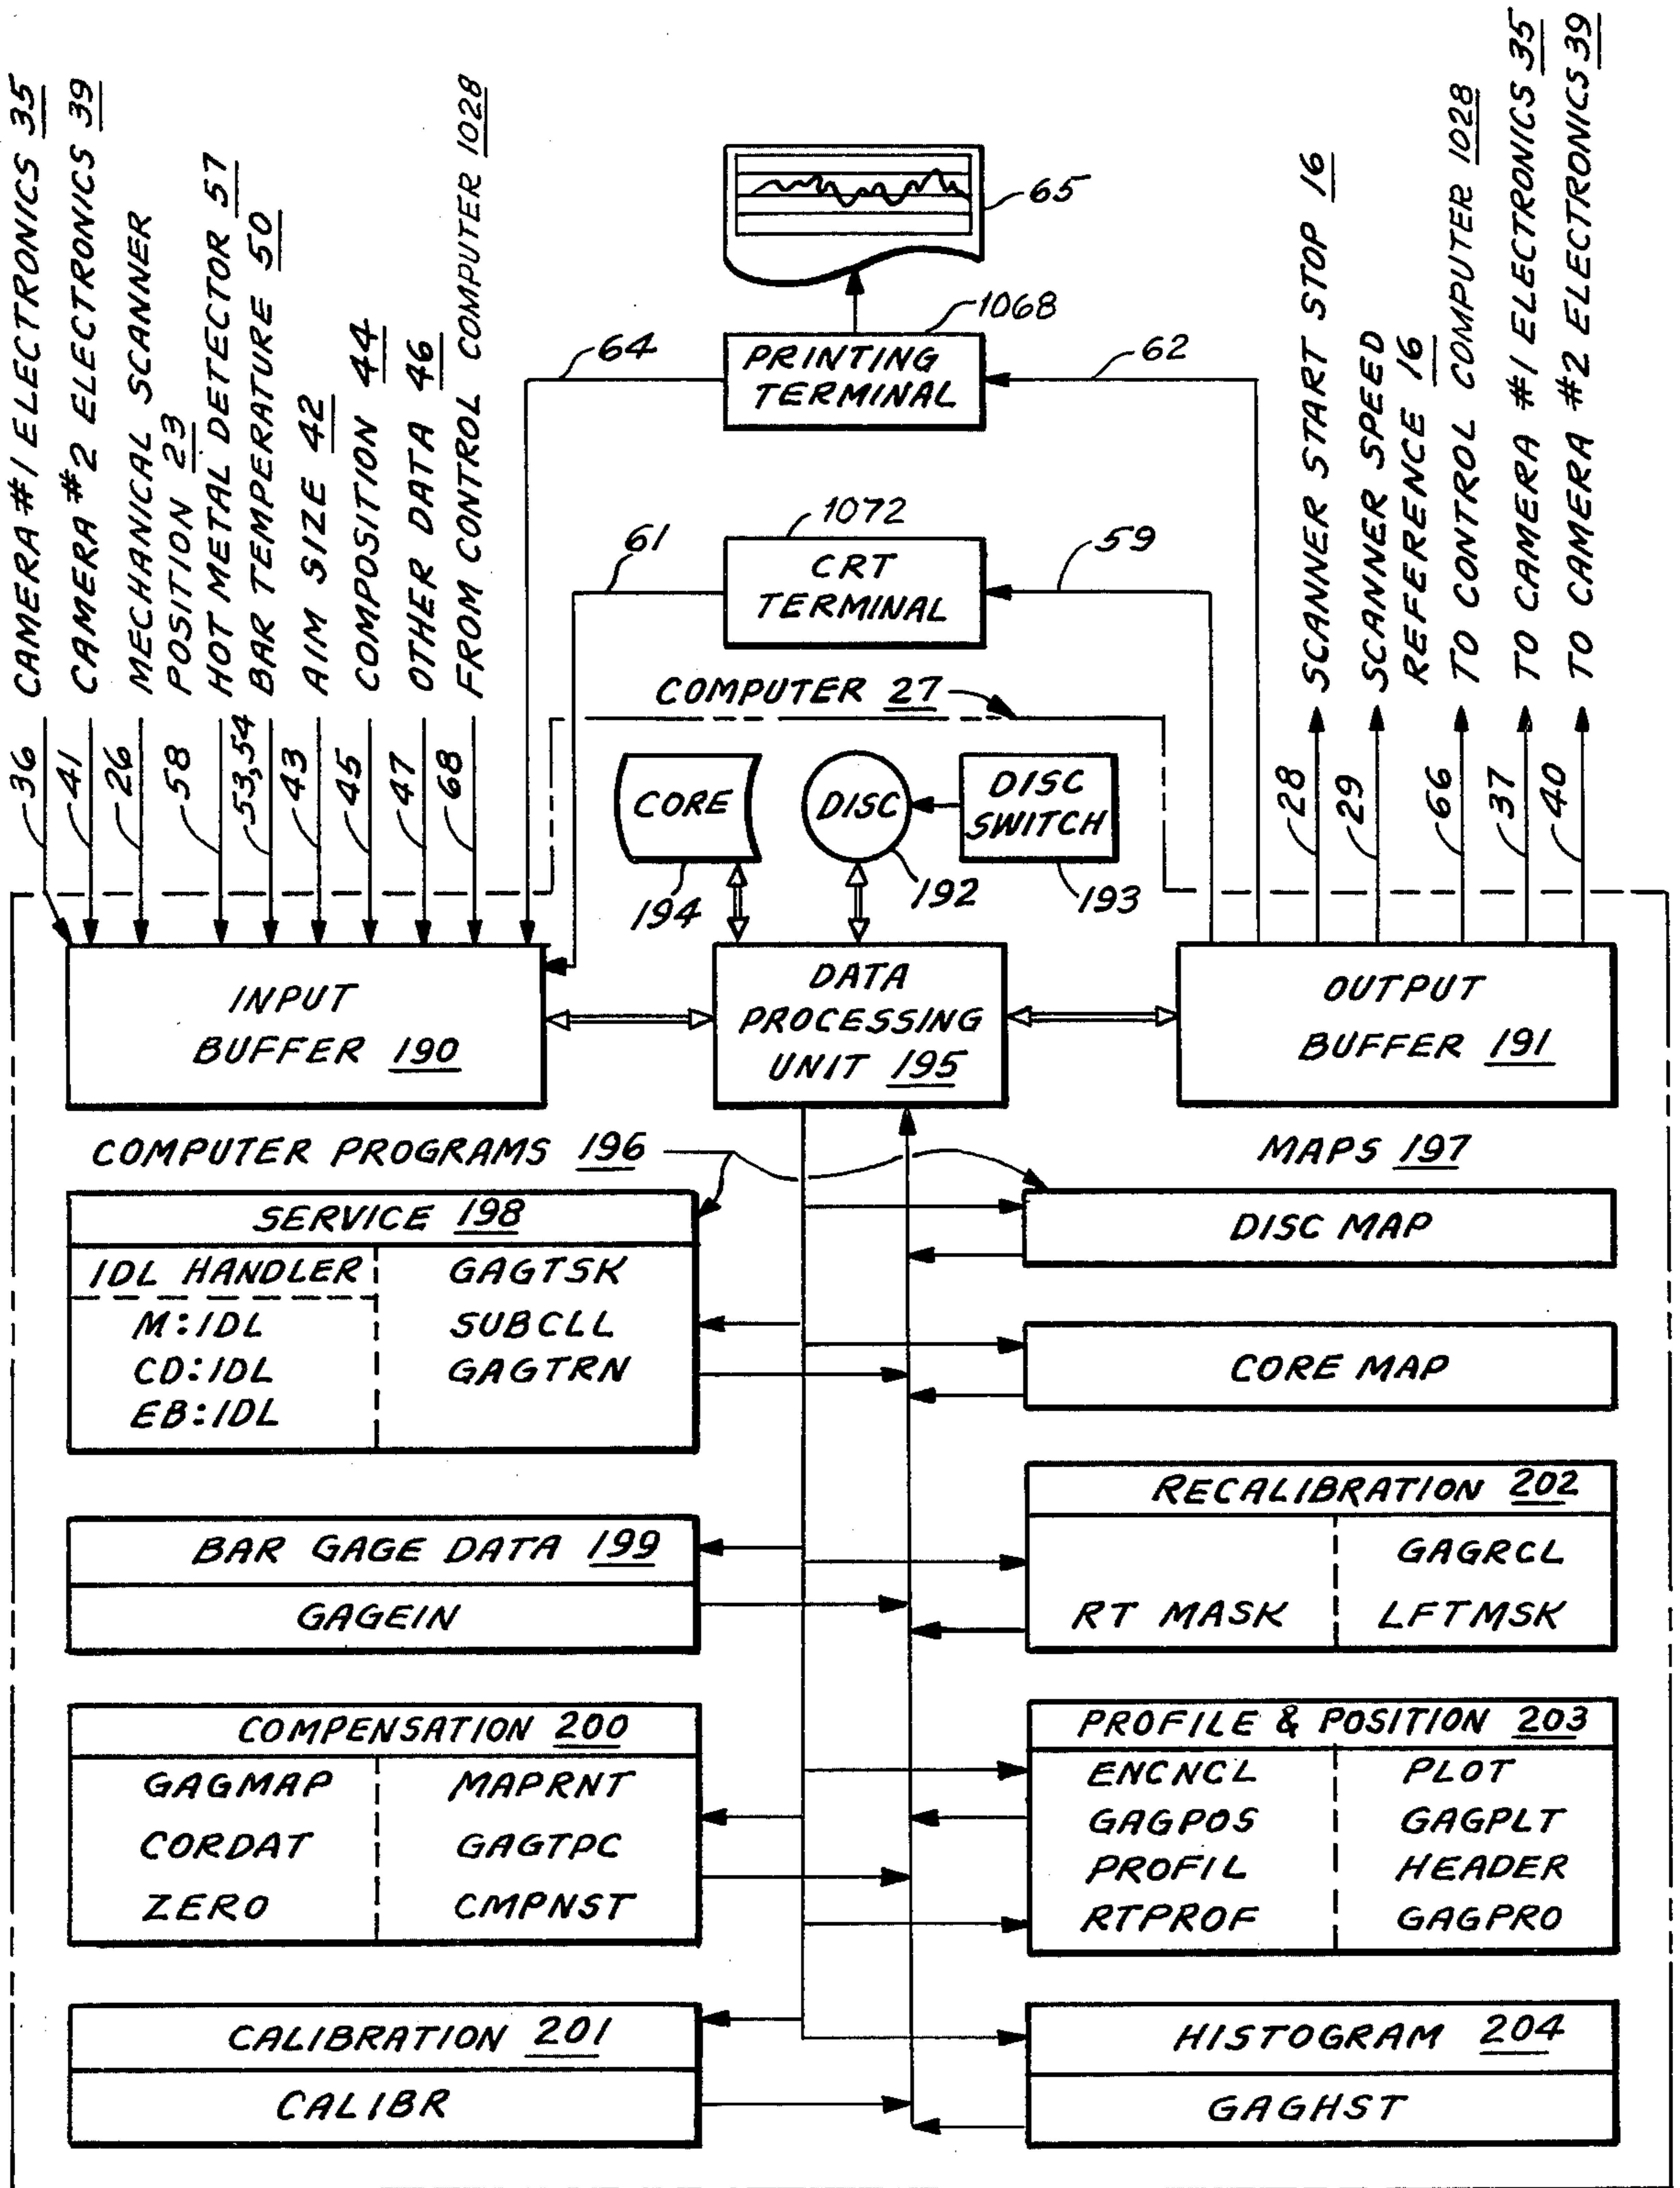 CAMERA #1 ELECTRONICS 35
CAMERA #2 ELECTRONICS 39
MECHANICAL SCANNER
POSITION 23
HOT METAL DETECTOR 57
BAR TEMPERATURE 50
AIM SIZE 42
COMPOSITION 44
OTHER DATA 46
FROM CONTROL COMPUTER 1028
36
41
26
58
53,54
43
45
47
68
65
1068
PRINTING
TERMINAL
64
62
1072
CRT
TERMINAL
61
59
SCANNER START STOP 16
SCANNER SPEED
REFERENCE 16
TO CONTROL COMPUTER 1028
TO CAMERA #1 ELECTRONICS 35
TO CAMERA #2 ELECTRONICS 39
28
29
66
37
40
COMPUTER 27
CORE
194
DISC
192
DISC
SWITCH
193
INPUT
BUFFER 190
DATA
PROCESSING
UNIT 195
OUTPUT
BUFFER 191
COMPUTER PROGRAMS 196
MAPS 197
SERVICE 198
IDL HANDLER
M:IDL
CD:IDL
EB:IDL
GAGTSK
SUBCLL
GAGTRN
DISC MAP
CORE MAP
BAR GAGE DATA 199
GAGEIN
RECALIBRATION 202
GAGRCL
RT MASK
LFTMSK
COMPENSATION 200
GAGMAP
CORDAT
ZERO
MAPRNT
GAGTPC
CMPNST
PROFILE & POSITION 203
ENCNCL
GAGPOS
PROFIL
RTPROF
PLOT
GAGPLT
HEADER
GAGPRO
CALIBRATION 201
CALIBR
HISTOGRAM 204
GAGHST